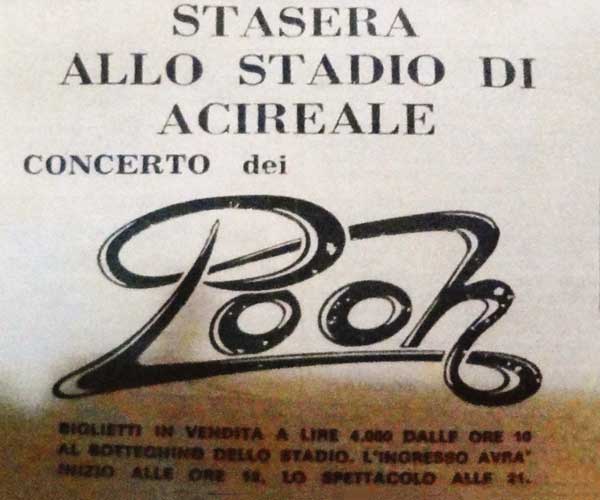 STASERA
ALLO STADIO DI
ACIREALE
CONCERTO dei
Pooh
BIGLIETTI IN VENDITA A LIRE 4.000 DALLE ORE 10
AL BOTTEGHINO DELLO STADIO. L'INGRESSO AVRA'
INIZIO ALLE ORE 18, LO SPETTACOLO ALLE 21.